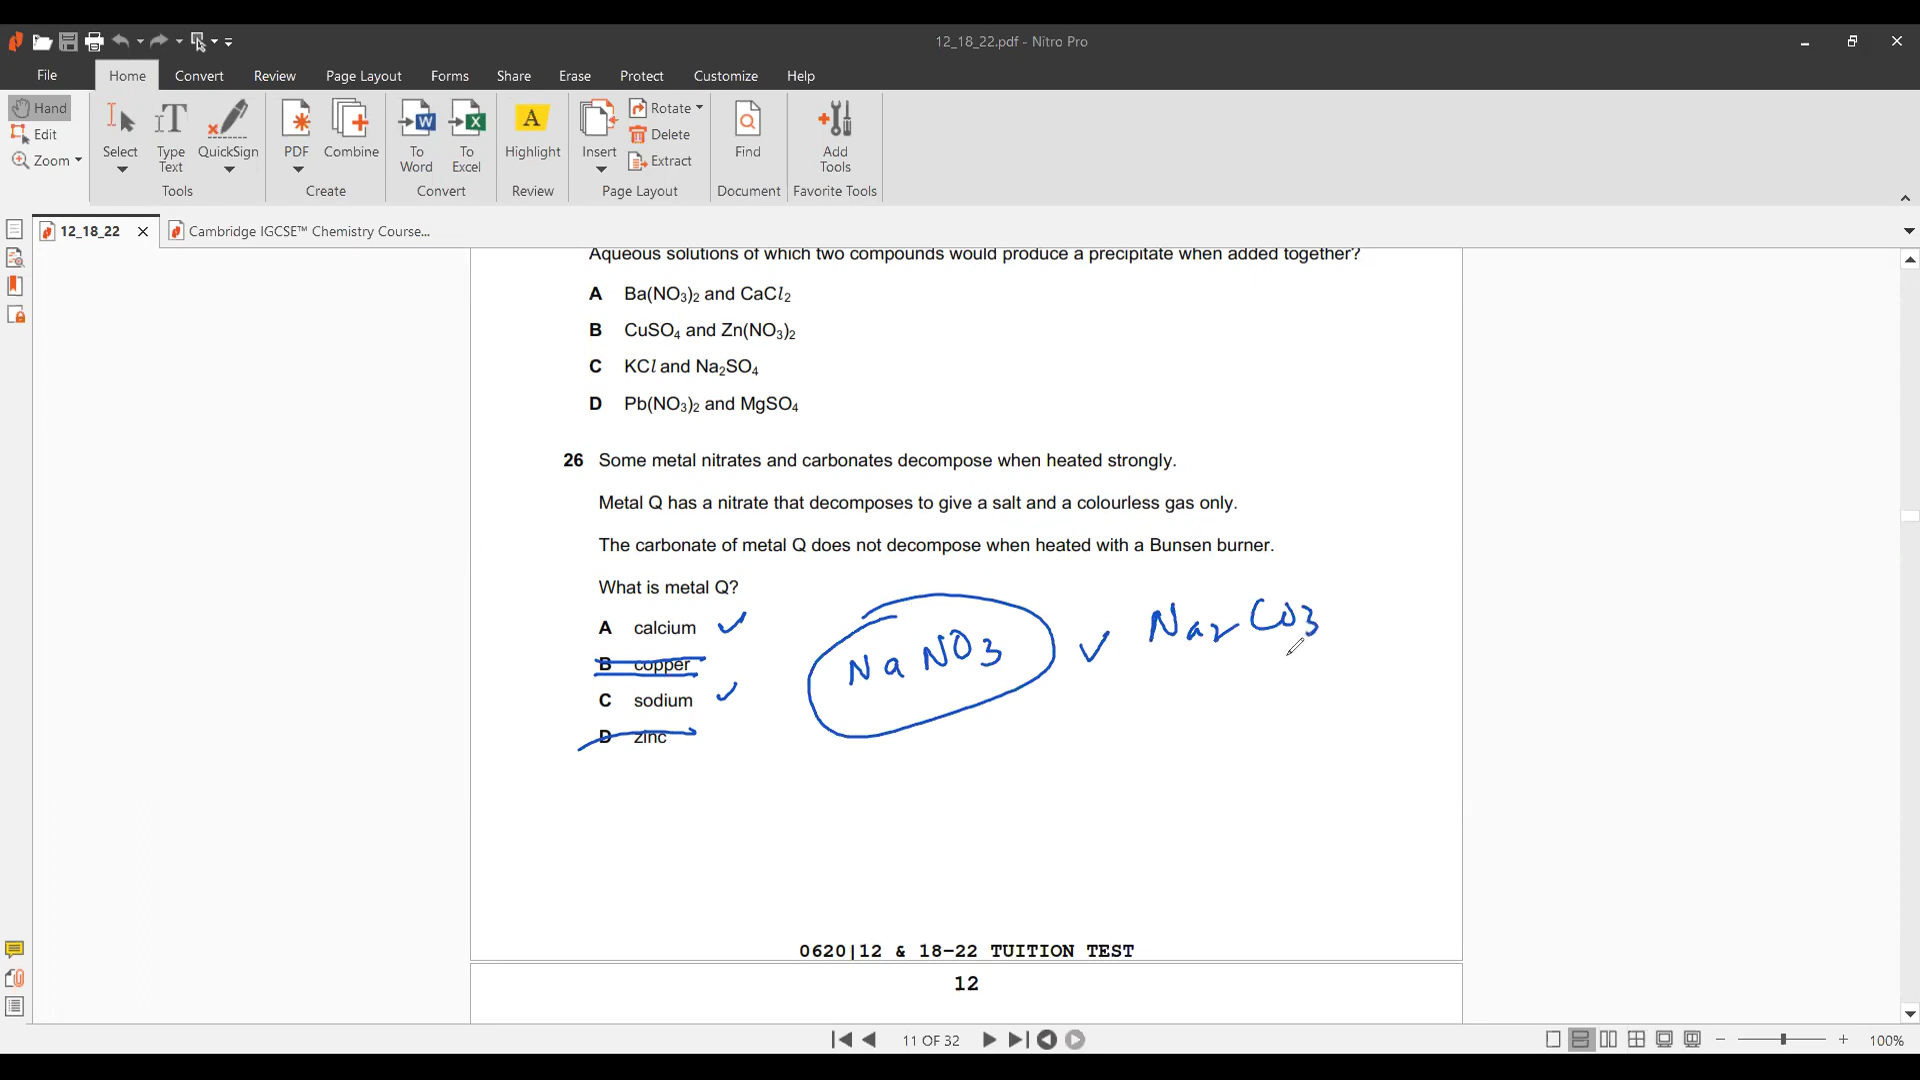 12_18_22.pdf - Nitro Pro
File Home Convert Review Page Layout Forms Share Erase Protect Customize Help
Hand
Edit
Zoom
Select
Type Text
QuickSign
Tools
PDF
Combine
Create
To Word
To Excel
Convert
Highlight
Review
Insert
Rotate
Delete
Extract
Page Layout
Find
Document
Add Tools
Favorite Tools
12_18_22
Cambridge IGCSE™ Chemistry Course...
Aqueous solutions of which two compounds would produce a precipitate when added together?
A Ba(NO₃)₂ and CaCl₂
B CuSO₄ and Zn(NO₃)₂
C KCl and Na₂SO₄
D Pb(NO₃)₂ and MgSO₄
26 Some metal nitrates and carbonates decompose when heated strongly.
Metal Q has a nitrate that decomposes to give a salt and a colourless gas only.
The carbonate of metal Q does not decompose when heated with a Bunsen burner.
What is metal Q?
A calcium
B copper
C sodium
D zinc
NaNO₃
Na₂CO₃
0620|12 & 18-22 TUITION TEST
12
11 OF 32
100%